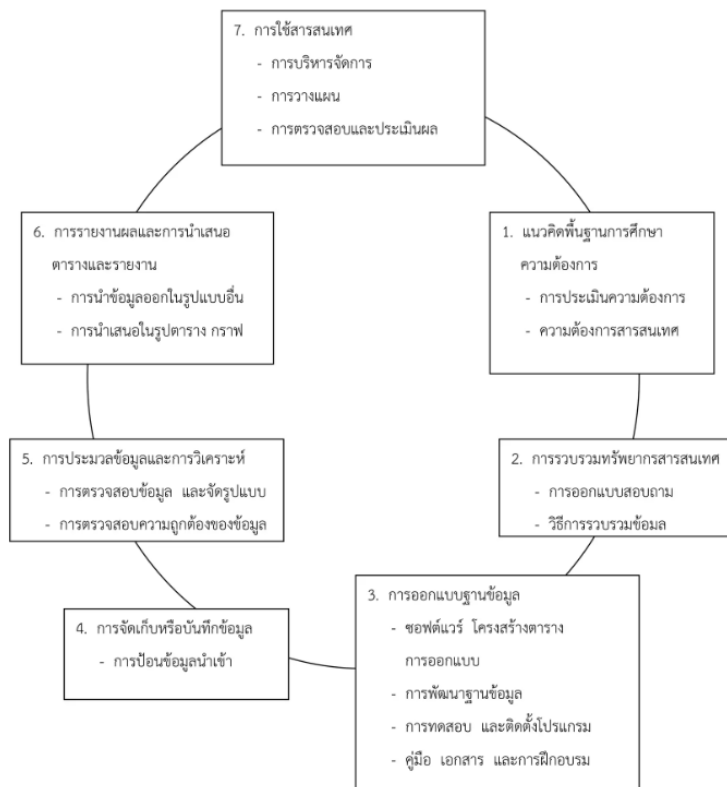 7. การใช้สารสนเทศ
- การบริหารจัดการ
- การวางแผน
- การตรวจสอบและประเมินผล
1. แนวคิดพื้นฐานการศึกษา
ความต้องการ
- การประเมินความต้องการ
- ความต้องการสารสนเทศ
2. การรวบรวมทรัพยากรสารสนเทศ
- การออกแบบสอบถาม
- วิธีการรวบรวมข้อมล
3. การออกแบบฐานข้อมูล
- ซอฟต์แวร์ โครงสร้างตาราง
การออกแบบ
- การพัฒนาฐานข้อมูล
- การทดสอบ และติดตั้งโปรแกรม
- คู่มือ เอกสาร และการฝึกอบรม
4. การจัดเก็บหรือบันทึกข้อมูล
- การป้อนข้อมูลนำเข้า
5. การประมวลข้อมูลและการวิเคราะห์
- การตรวจสอบข้อมูล และจัดรูปแบบ
- การตรวจสอบความถูกต้องของข้อมูล
6. การรายงานผลและการนำเสนอ
ตารางและรายงาน
- การนำข้อมูลออกในรูปแบบอื่น
- การนำเสนอในรูปตาราง กราฟ